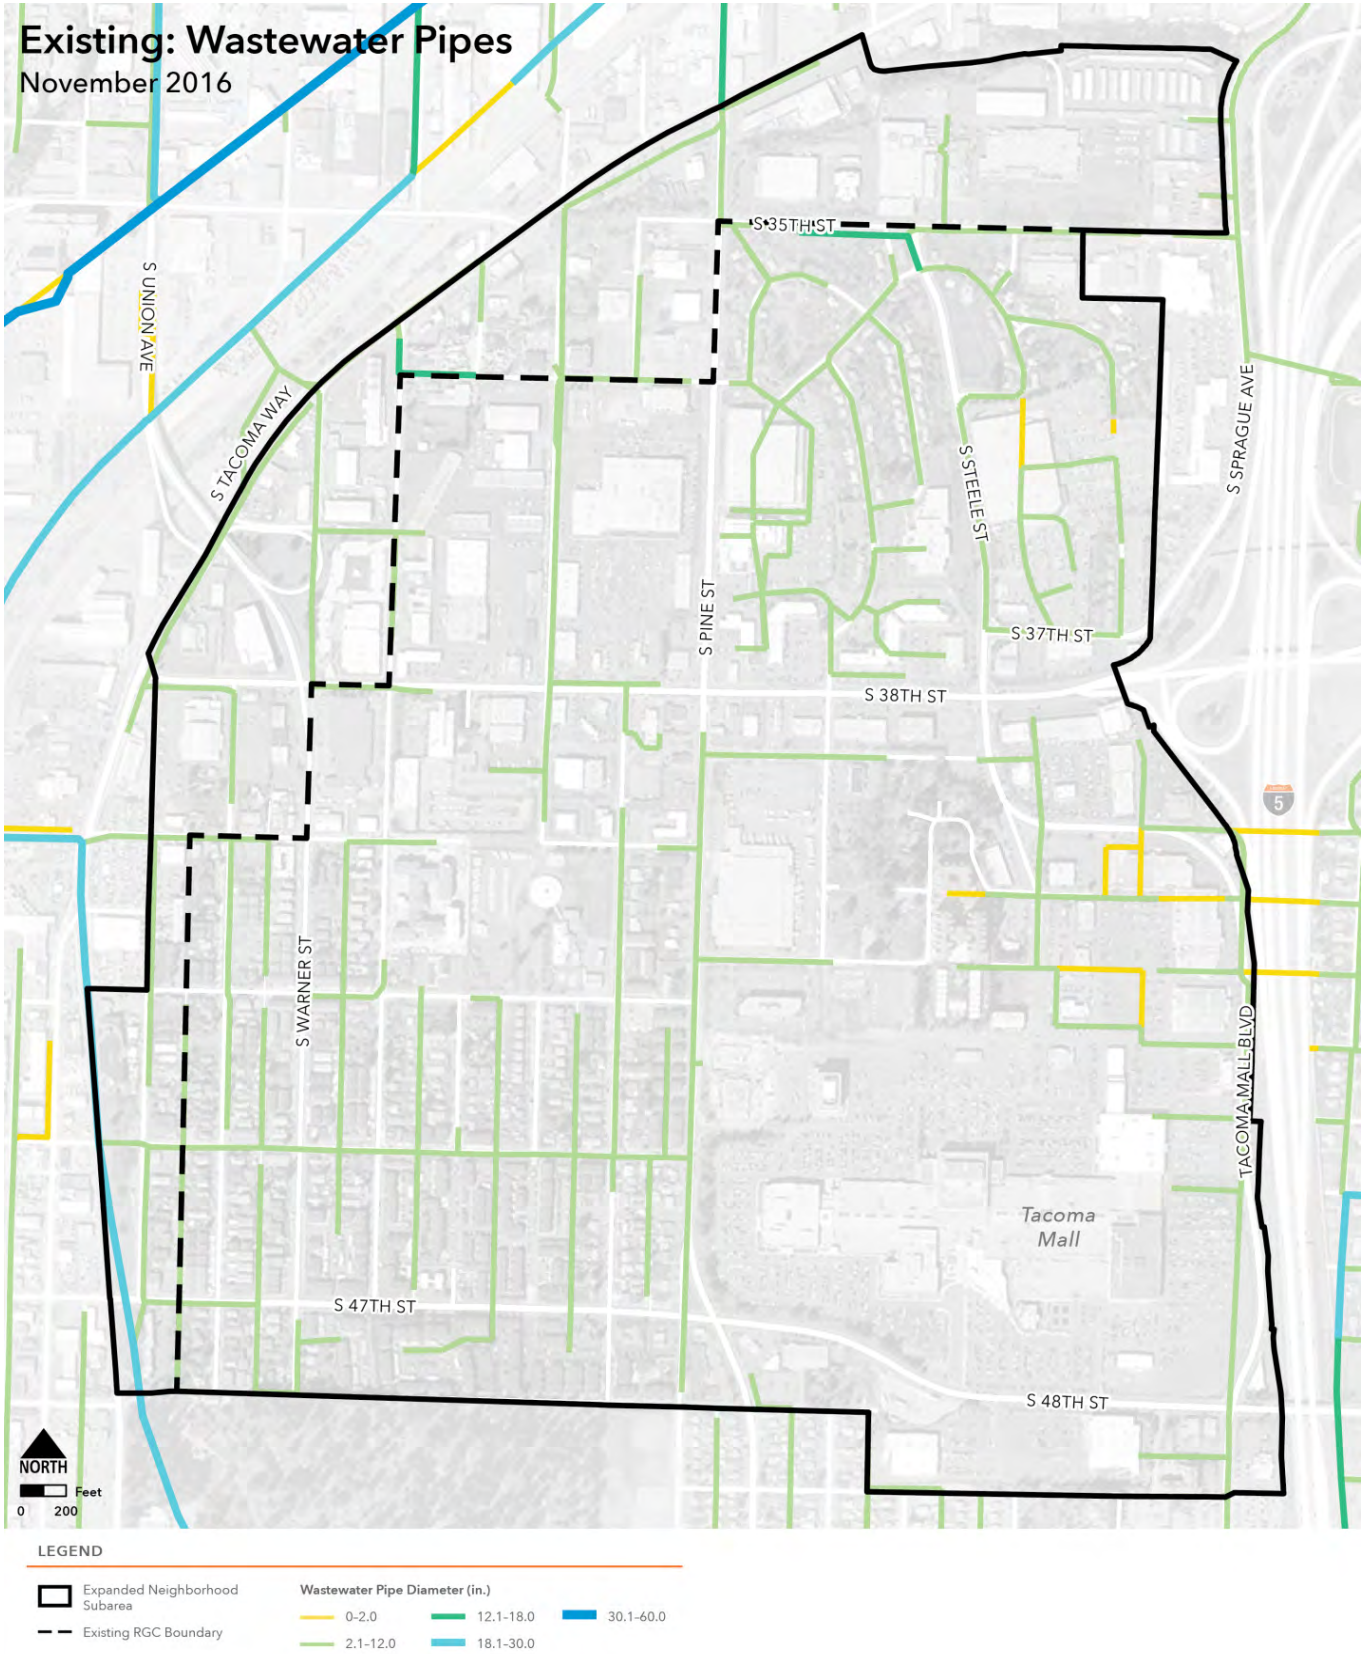 Existing: Wastewater Pipes
November 2016
S 35TH ST
S UNION AVE
S TACOMA WAY
S SPRAGUE AVE
S STEELE ST
S PINE ST
S 37TH ST
S 38TH ST
5
S WARNER ST
TACOMA MALL BLVD
Tacoma
Mall
S 47TH ST
S 48TH ST
NORTH
Feet
0 200
LEGEND
Expanded Neighborhood
Subarea
Existing RGC Boundary
Wastewater Pipe Diameter (in.)
0–2.0
2.1–12.0
12.1–18.0
18.1–30.0
30.1–60.0